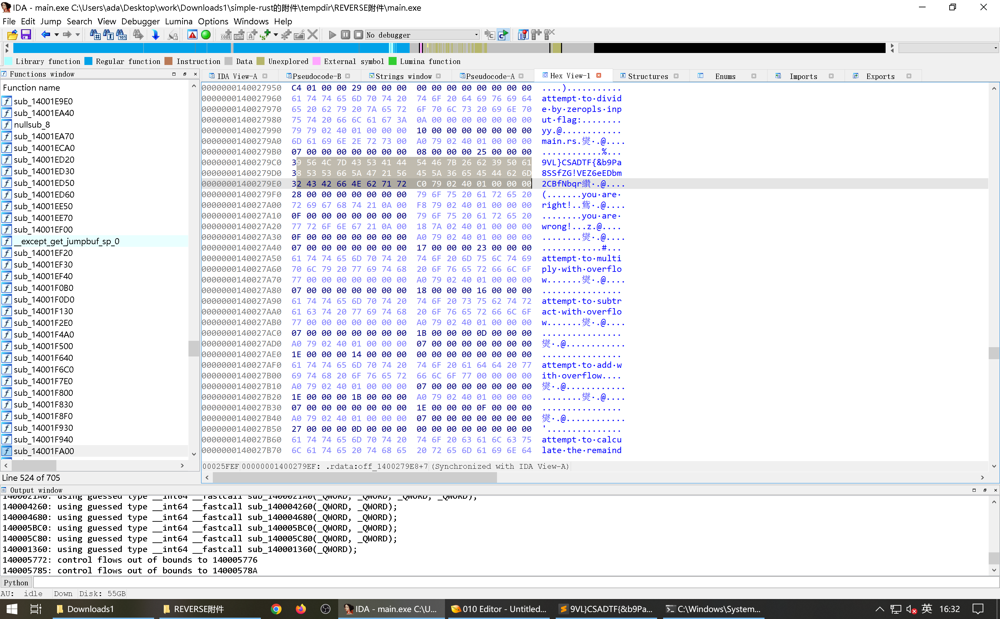 IDA - main.exe C:\Users\ada\Desktop\work\Downloads1\simple-rust的附件\tempdir\REVERSE附件\main.exe
File Edit Jump Search View Debugger Lumina Options Windows Help
No debugger
Library function Regular function Instruction Data Unexplored External symbol Lumina function
Functions window
IDA View-A Pseudocode-B Strings window Pseudocode-A Hex View-1 Structures Enums Imports Exports
Function name
sub_14001E9E0
sub_14001EA40
nullsub_8
sub_14001EA70
sub_14001ECA0
sub_14001ED20
sub_14001ED30
sub_14001ED50
sub_14001ED60
sub_14001EE50
sub_14001EE70
sub_14001EF00
__except_get_jumpbuf_sp_0
sub_14001EF20
sub_14001EF30
sub_14001EF40
sub_14001F0B0
sub_14001F0D0
sub_14001F130
sub_14001F2E0
sub_14001F4A0
sub_14001F500
sub_14001F640
sub_14001F6C0
sub_14001F7E0
sub_14001F800
sub_14001F830
sub_14001F8F0
sub_14001F930
sub_14001F940
sub_14001FA00
Line 524 of 705
0000000140027950 C4 01 00 00 29 00 00 00 00 00 00 00 00 00 00 00 ....)...........
0000000140027960 61 74 74 65 6D 70 74 20 74 6F 20 64 69 76 69 64 attempt·to·divid
0000000140027970 65 20 62 79 20 7A 65 72 6F 70 6C 73 20 69 6E 70 e·by·zeropls·inp
0000000140027980 75 74 20 66 6C 61 67 3A 0A 00 00 00 00 00 00 00 ut·flag:........
0000000140027990 79 79 02 40 01 00 00 00 10 00 00 00 00 00 00 00 yy.@............
00000001400279A0 6D 61 69 6E 2E 72 73 00 A0 79 02 40 01 00 00 00 main.rs.爕·.@....
00000001400279B0 07 00 00 00 00 00 00 00 08 00 00 00 25 00 00 00 ............%...
00000001400279C0 39 56 4C 7D 43 53 41 44 54 46 7B 26 62 39 50 61 9VL}CSADTF{&b9Pa
00000001400279D0 38 53 53 66 5A 47 21 56 45 5A 36 65 45 44 62 6D 8SSfZG!VEZ6eEDbm
00000001400279E0 32 43 42 66 4E 62 71 72 C0 79 02 40 01 00 00 00 2CBfNbqr纘·.@....
00000001400279F0 28 00 00 00 00 00 00 00 79 6F 75 20 61 72 65 20 (.......you·are·
0000000140027A00 72 69 67 68 74 21 0A 00 F8 79 02 40 01 00 00 00 right!..鴜·.@....
0000000140027A10 0F 00 00 00 00 00 00 00 79 6F 75 20 61 72 65 20 ........you·are·
0000000140027A20 77 72 6F 6E 67 21 0A 00 18 7A 02 40 01 00 00 00 wrong!...z.@....
0000000140027A30 0F 00 00 00 00 00 00 00 A0 79 02 40 01 00 00 00 ........爕·.@....
0000000140027A40 07 00 00 00 00 00 00 00 17 00 00 00 23 00 00 00 ............#...
0000000140027A50 61 74 74 65 6D 70 74 20 74 6F 20 6D 75 6C 74 69 attempt·to·multi
0000000140027A60 70 6C 79 20 77 69 74 68 20 6F 76 65 72 66 6C 6F ply·with·overflo
0000000140027A70 77 00 00 00 00 00 00 00 A0 79 02 40 01 00 00 00 w.......爕·.@....
0000000140027A80 07 00 00 00 00 00 00 00 18 00 00 00 16 00 00 00 ................
0000000140027A90 61 74 74 65 6D 70 74 20 74 6F 20 73 75 62 74 72 attempt·to·subtr
0000000140027AA0 61 63 74 20 77 69 74 68 20 6F 76 65 72 66 6C 6F act·with·overflo
0000000140027AB0 77 00 00 00 00 00 00 00 A0 79 02 40 01 00 00 00 w.......爕·.@....
0000000140027AC0 07 00 00 00 00 00 00 00 1B 00 00 00 0D 00 00 00 ................
0000000140027AD0 A0 79 02 40 01 00 00 00 07 00 00 00 00 00 00 00 爕·.@............
0000000140027AE0 1E 00 00 00 14 00 00 00 00 00 00 00 00 00 00 00 ................
0000000140027AF0 61 74 74 65 6D 70 74 20 74 6F 20 61 64 64 20 77 attempt·to·add·w
0000000140027B00 69 74 68 20 6F 76 65 72 66 6C 6F 77 00 00 00 00 ith·overflow....
0000000140027B10 A0 79 02 40 01 00 00 00 07 00 00 00 00 00 00 00 爕·.@............
0000000140027B20 1E 00 00 00 1B 00 00 00 A0 79 02 40 01 00 00 00 ........爕·.@....
0000000140027B30 07 00 00 00 00 00 00 00 1E 00 00 00 0F 00 00 00 ................
0000000140027B40 A0 79 02 40 01 00 00 00 07 00 00 00 00 00 00 00 爕·.@............
0000000140027B50 27 00 00 00 0D 00 00 00 00 00 00 00 00 00 00 00 '...............
0000000140027B60 61 74 74 65 6D 70 74 20 74 6F 20 63 61 6C 63 75 attempt·to·calcu
0000000140027B70 6C 61 74 65 20 74 68 65 20 72 65 6D 61 69 6E 64 late·the·remaind
00025FEF 00000001400279EF: .rdata:off_1400279E8+7 (Synchronized with IDA View-A)
Output window
1400021A0: using guessed type __int64 __fastcall sub_1400021A0(_QWORD, _QWORD, _QWORD, _QWORD);
140004260: using guessed type __int64 __fastcall sub_140004260(_QWORD, _QWORD);
140004680: using guessed type __int64 __fastcall sub_140004680(_QWORD, _QWORD);
140005BC0: using guessed type __int64 __fastcall sub_140005BC0(_QWORD, _QWORD);
140005C80: using guessed type __int64 __fastcall sub_140005C80(_QWORD, _QWORD);
140001360: using guessed type __int64 __fastcall sub_140001360(_QWORD);
140005772: control flows out of bounds to 140005776
140005785: control flows out of bounds to 14000578A
Python
AU: idle Down Disk: 55GB
Downloads1 REVERSE附件 IDA - main.exe C:\U... 010 Editor - Untitled... 9VL}CSADTF{&b9Pa... C:\Windows\System... 英 16:32